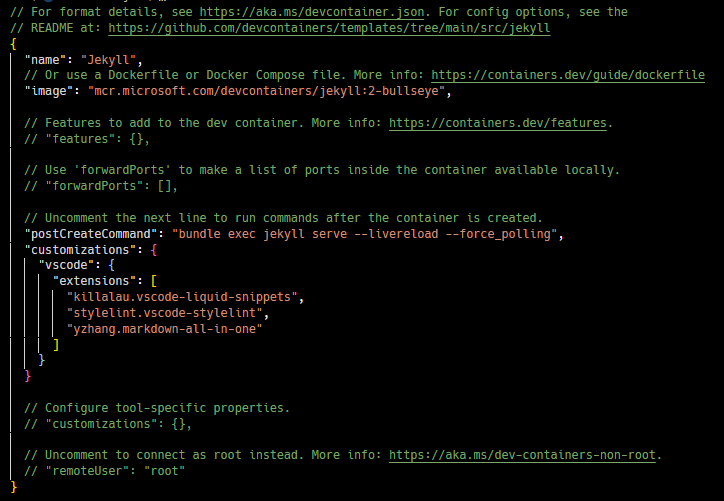 // For format details, see https://aka.ms/devcontainer.json. For config options, see the
// README at: https://github.com/devcontainers/templates/tree/main/src/jekyll
{
"name": "Jekyll",
// Or use a Dockerfile or Docker Compose file. More info: https://containers.dev/guide/dockerfile
"image": "mcr.microsoft.com/devcontainers/jekyll:2-bullseye",
// Features to add to the dev container. More info: https://containers.dev/features.
// "features": {},
// Use 'forwardPorts' to make a list of ports inside the container available locally.
// "forwardPorts": [],
// Uncomment the next line to run commands after the container is created.
"postCreateCommand": "bundle exec jekyll serve --livereload --force_polling",
"customizations": {
"vscode": {
"extensions": [
"killalau.vscode-liquid-snippets",
"stylelint.vscode-stylelint",
"yzhang.markdown-all-in-one"
]
}
}
// Configure tool-specific properties.
// "customizations": {},
// Uncomment to connect as root instead. More info: https://aka.ms/dev-containers-non-root.
// "remoteUser": "root"
}